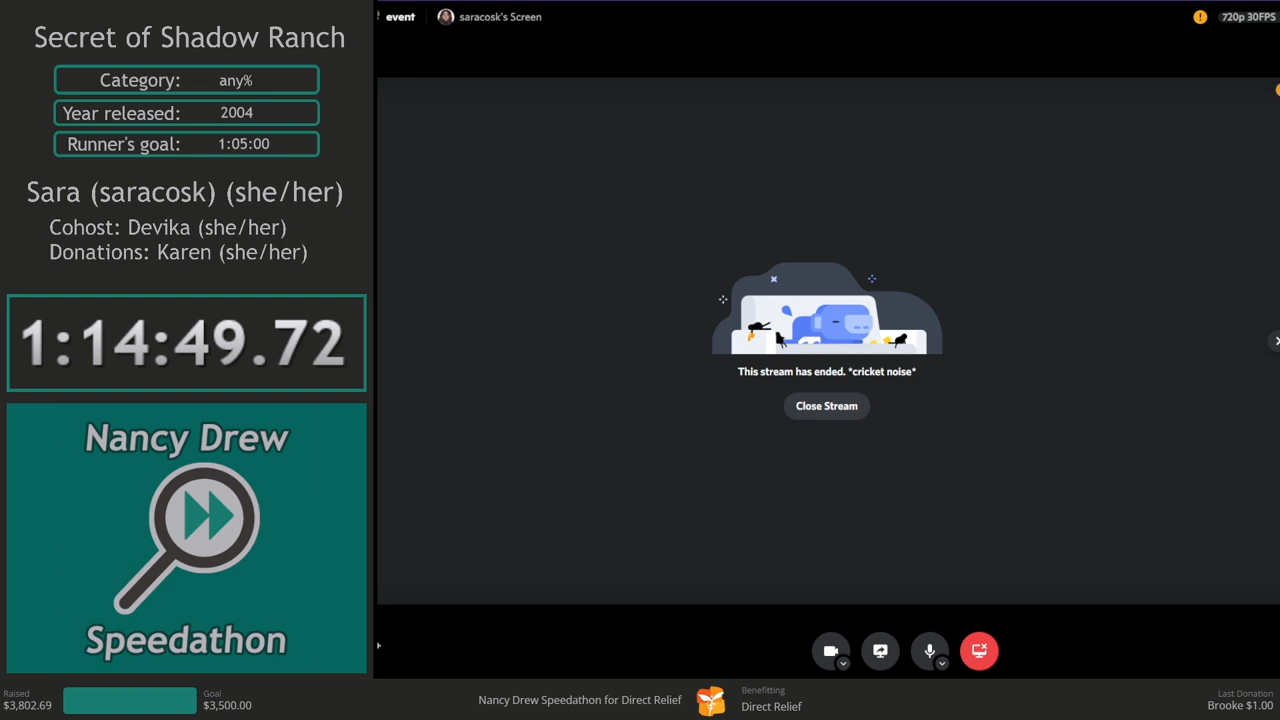 Secret of Shadow Ranch
Category: any%
Year released: 2004
Runner's goal: 1:05:00
Sara (saracosk) (she/her)
Cohost: Devika (she/her)
Donations: Karen (she/her)
1:14:49.72
Nancy Drew
Speedathon
event
saracosk's Screen
720p 30FPS
This stream has ended. *cricket noise*
Close Stream
Raised
$3,802.69
Goal
$3,500.00
Nancy Drew Speedathon for Direct Relief
Benefitting
Direct Relief
Last Donation
Brooke $1.00